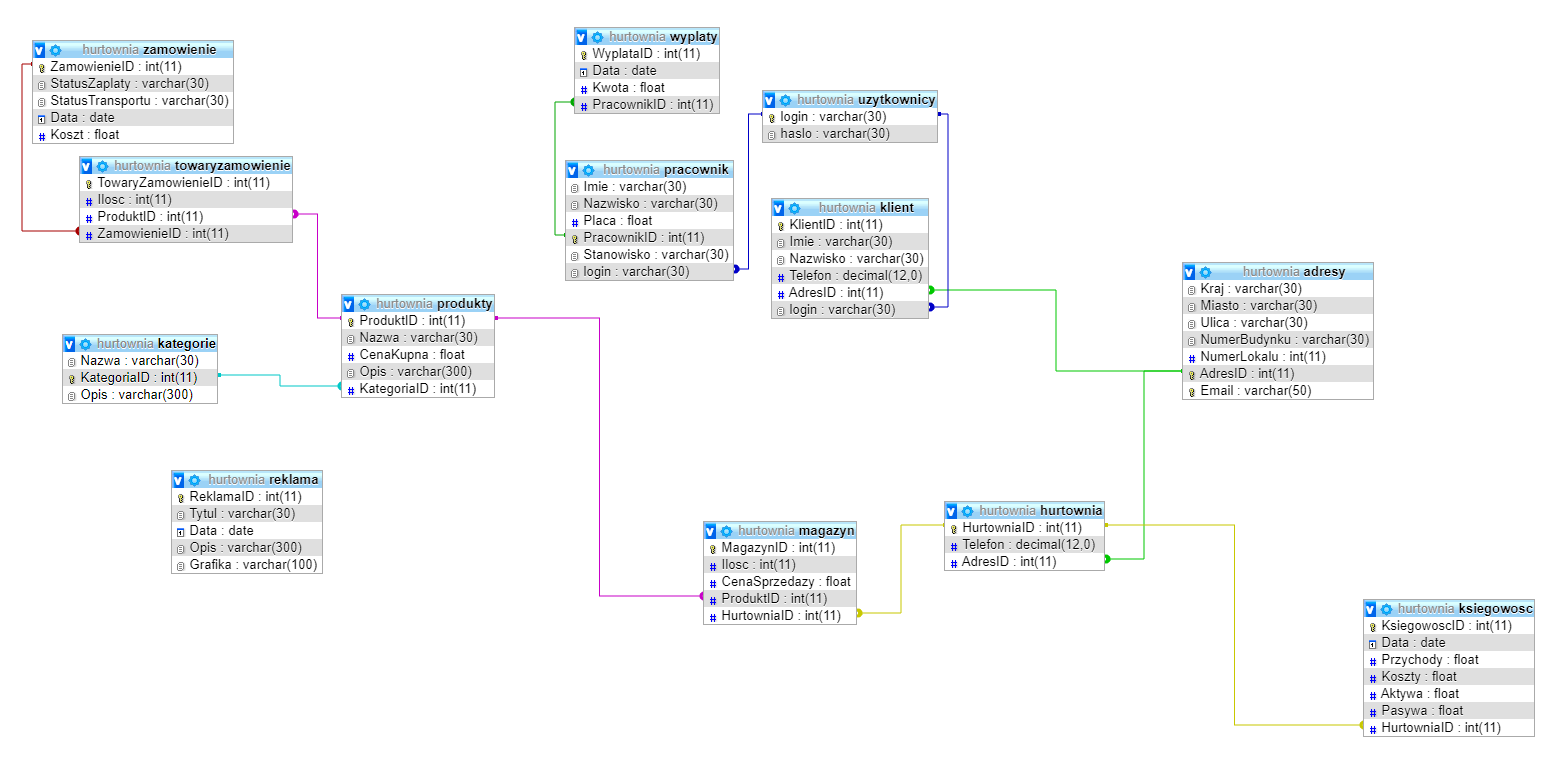 hurtownia zamowienie
ZamowienieID : int(11)
StatusZaplaty : varchar(30)
StatusTransportu : varchar(30)
Data : date
Koszt : float
hurtownia towaryzamowienie
TowaryZamowienieID : int(11)
Ilosc : int(11)
ProduktID : int(11)
ZamowienieID : int(11)
hurtownia wyplaty
WyplataID : int(11)
Data : date
Kwota : float
PracownikID : int(11)
hurtownia uzytkownicy
login : varchar(30)
haslo : varchar(30)
hurtownia pracownik
Imie : varchar(30)
Nazwisko : varchar(30)
Placa : float
PracownikID : int(11)
Stanowisko : varchar(30)
login : varchar(30)
hurtownia klient
KlientID : int(11)
Imie : varchar(30)
Nazwisko : varchar(30)
Telefon : decimal(12,0)
AdresID : int(11)
login : varchar(30)
hurtownia adresy
Kraj : varchar(30)
Miasto : varchar(30)
Ulica : varchar(30)
NumerBudynku : varchar(30)
NumerLokalu : int(11)
AdresID : int(11)
Email : varchar(50)
hurtownia produkty
ProduktID : int(11)
Nazwa : varchar(30)
CenaKupna : float
Opis : varchar(300)
KategoriaID : int(11)
hurtownia kategorie
Nazwa : varchar(30)
KategoriaID : int(11)
Opis : varchar(300)
hurtownia reklama
ReklamaID : int(11)
Tytul : varchar(30)
Data : date
Opis : varchar(300)
Grafika : varchar(100)
hurtownia magazyn
MagazynID : int(11)
Ilosc : int(11)
CenaSprzedazy : float
ProduktID : int(11)
HurtowniaID : int(11)
hurtownia hurtownia
HurtowniaID : int(11)
Telefon : decimal(12,0)
AdresID : int(11)
hurtownia ksiegowosc
KsiegowoscID : int(11)
Data : date
Przychody : float
Koszty : float
Aktywa : float
Pasywa : float
HurtowniaID : int(11)